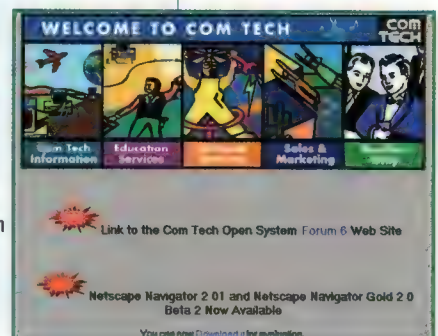 WELCOME TO COM TECH
COM
TECH
Com Tech
Information
Education
Services
Sales &
Marketing
Link to the Com Tech Open System Forum 6 Web Site
Netscape Navigator 2 01 and Netscape Navigator Gold 2 0
Beta 2 Now Available
You can now Download it for evaluation